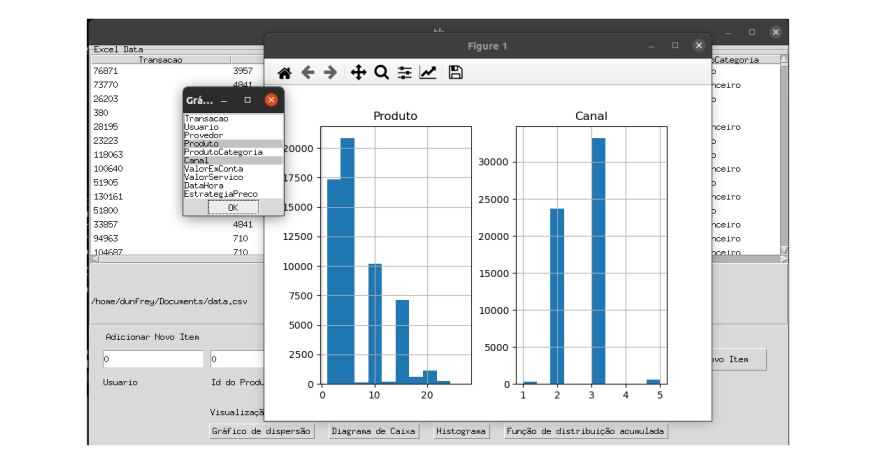 tk
Figure 1
Excel Data
Transacao
Categoria
76871 3957
73770 4841 nceiro
26203
380
28195 nceiro
23223
118063
100640 nceiro
51905
130161 nceiro
51800
33857 4841 nceiro
94963 710 nceiro
104687 710 nceiro
Grá...
Transacao
Usuario
Provedor
Produto
ProdutoCategoria
Canal
ValorEmConta
ValorServico
DataHora
EstrategiaPreco
OK
Produto
20000
17500
15000
12500
10000
7500
5000
2500
0
0 10 20
Canal
30000
25000
20000
15000
10000
5000
0
1 2 3 4 5
/home/dunfrey/Documents/data.csv
Adicionar Novo Item
0 0
ovo Item
Usuario Id do Produ
Visualizaçã
Gráfico de dispersão Diagrama de Caixa Histograma Função de distribuição acumulada